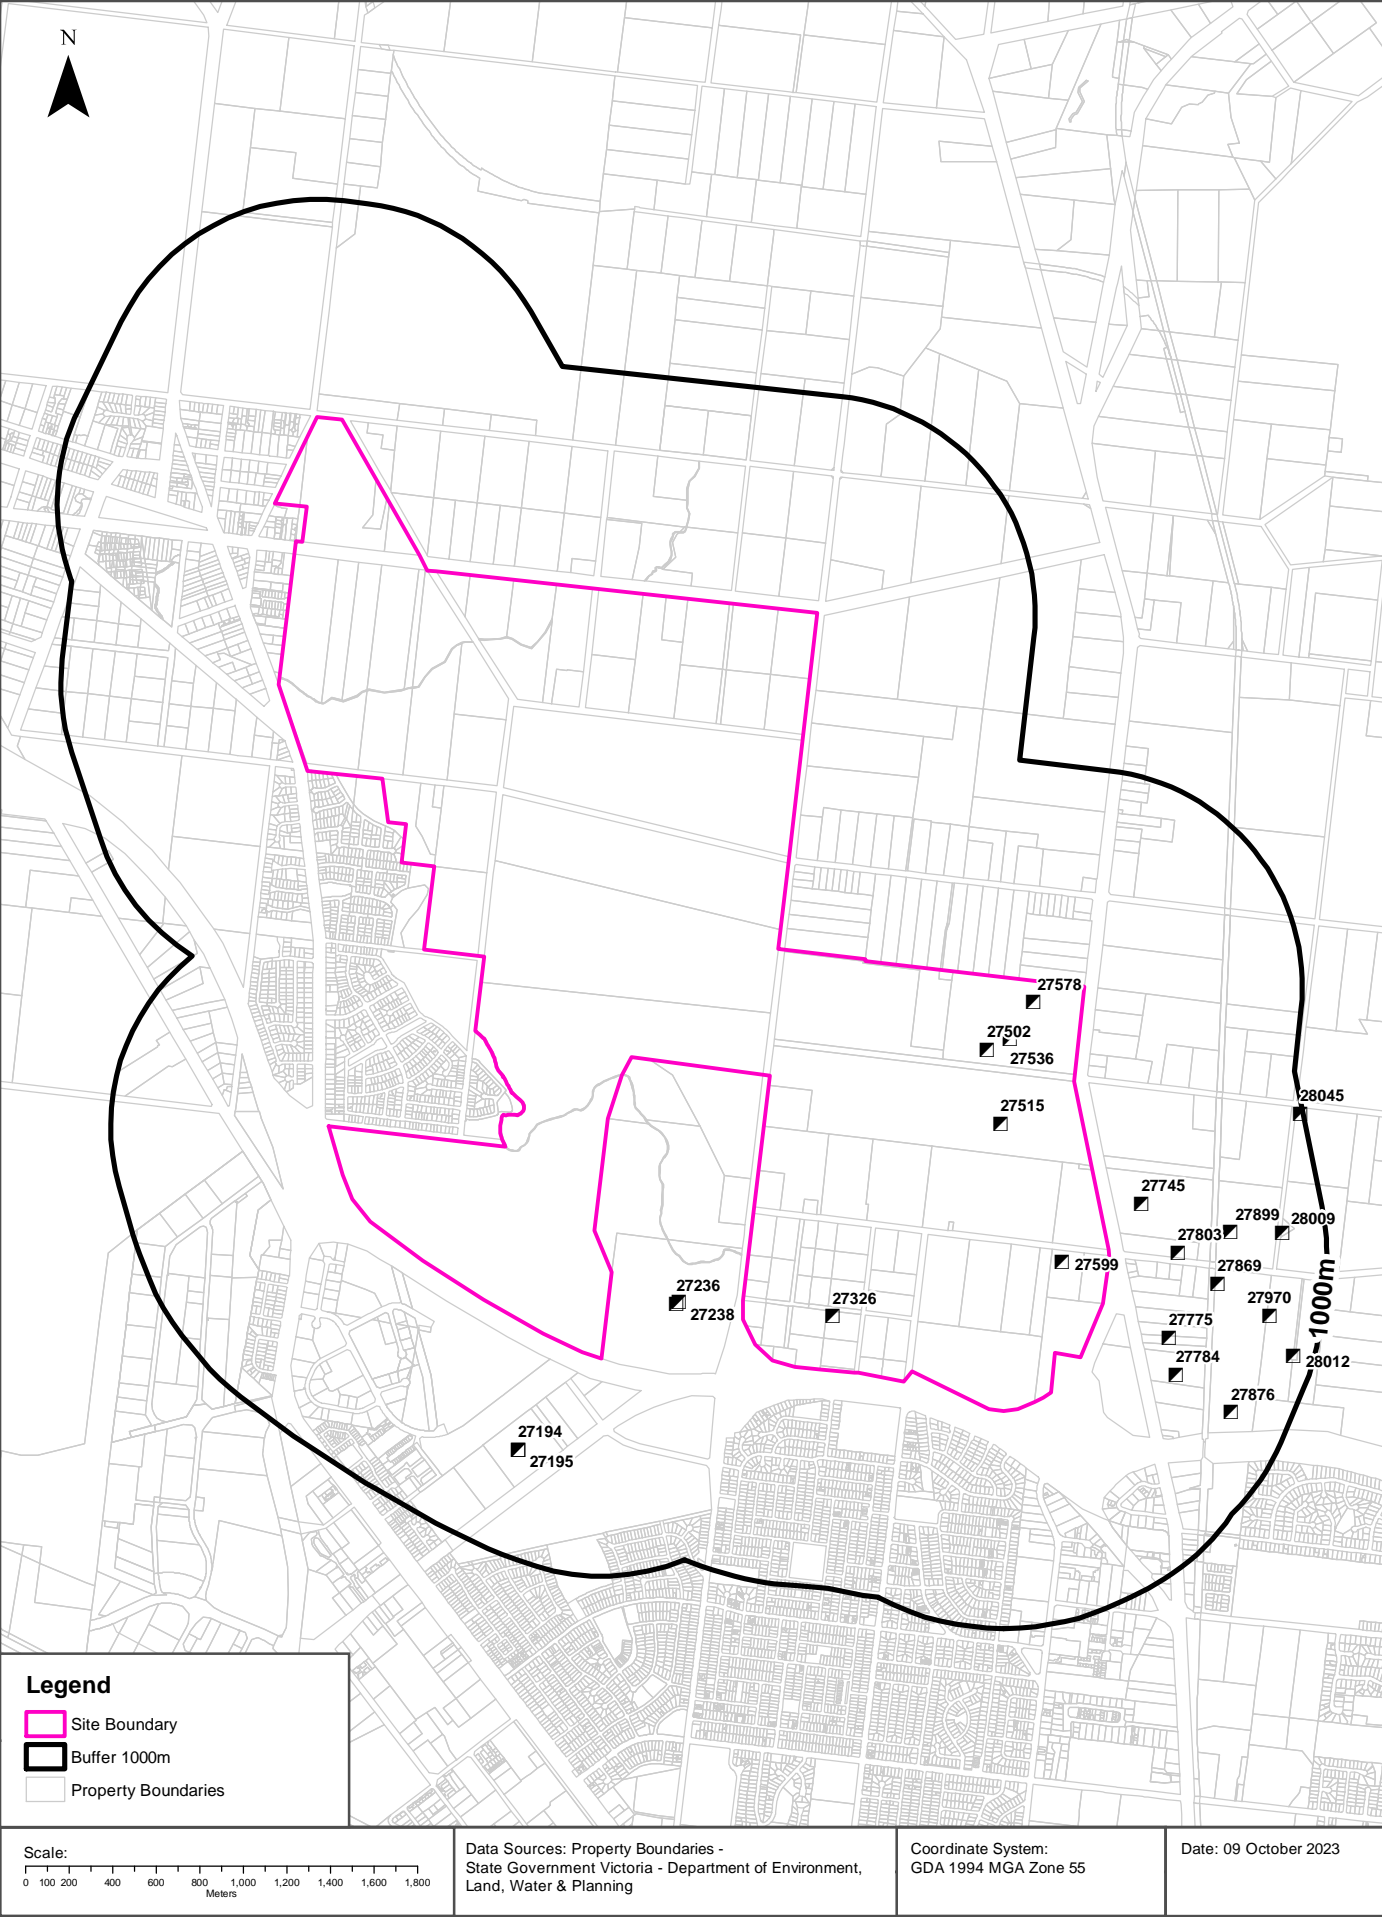 N
27578
27502
27536
27515
28045
27745
27899
28009
27803
27599
27869
27236
27238
27326
27970
27775
1000m
27784
28012
27876
27194
27195
Legend
Site Boundary
Buffer 1000m
Property Boundaries
Scale:
0 100 200 400 600 800 1,000 1,200 1,400 1,600 1,800
Meters
Data Sources: Property Boundaries -
State Government Victoria - Department of Environment,
Land, Water & Planning
Coordinate System:
GDA 1994 MGA Zone 55
Date: 09 October 2023